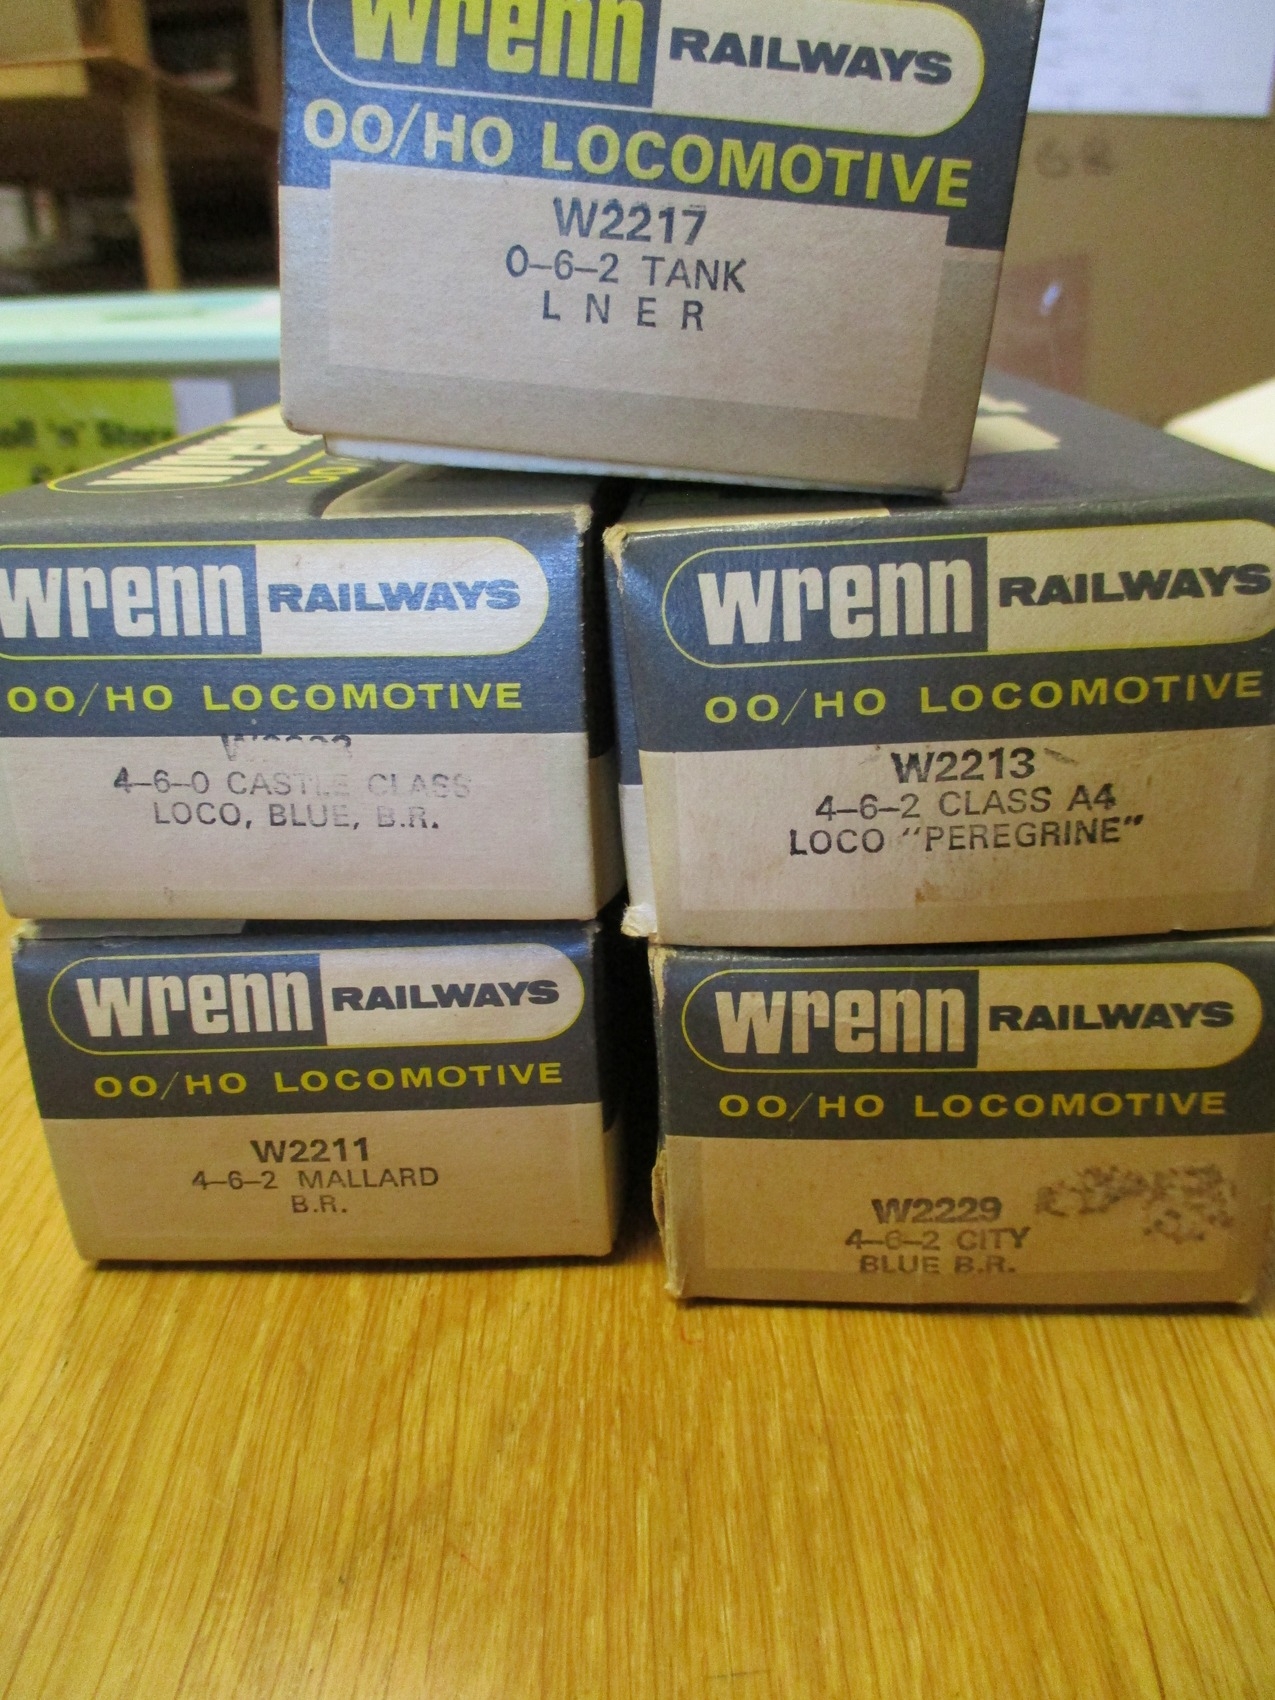 wrenn RAILWAYS
OO/HO LOCOMOTIVE
W2217
0-6-2 TANK
L N E R
wrenn
wrenn RAILWAYS
OO/HO LOCOMOTIVE
4-6-0 CASTLE CLASS
LOCO, BLUE, B.R.
wrenn RAILWAYS
OO/HO LOCOMOTIVE
W2213
4-6-2 CLASS A4
LOCO "PEREGRINE"
wrenn RAILWAYS
OO/HO LOCOMOTIVE
W2211
4-6-2 MALLARD
B.R.
wrenn RAILWAYS
OO/HO LOCOMOTIVE
W2229
4-6-2 CITY
BLUE B.R.